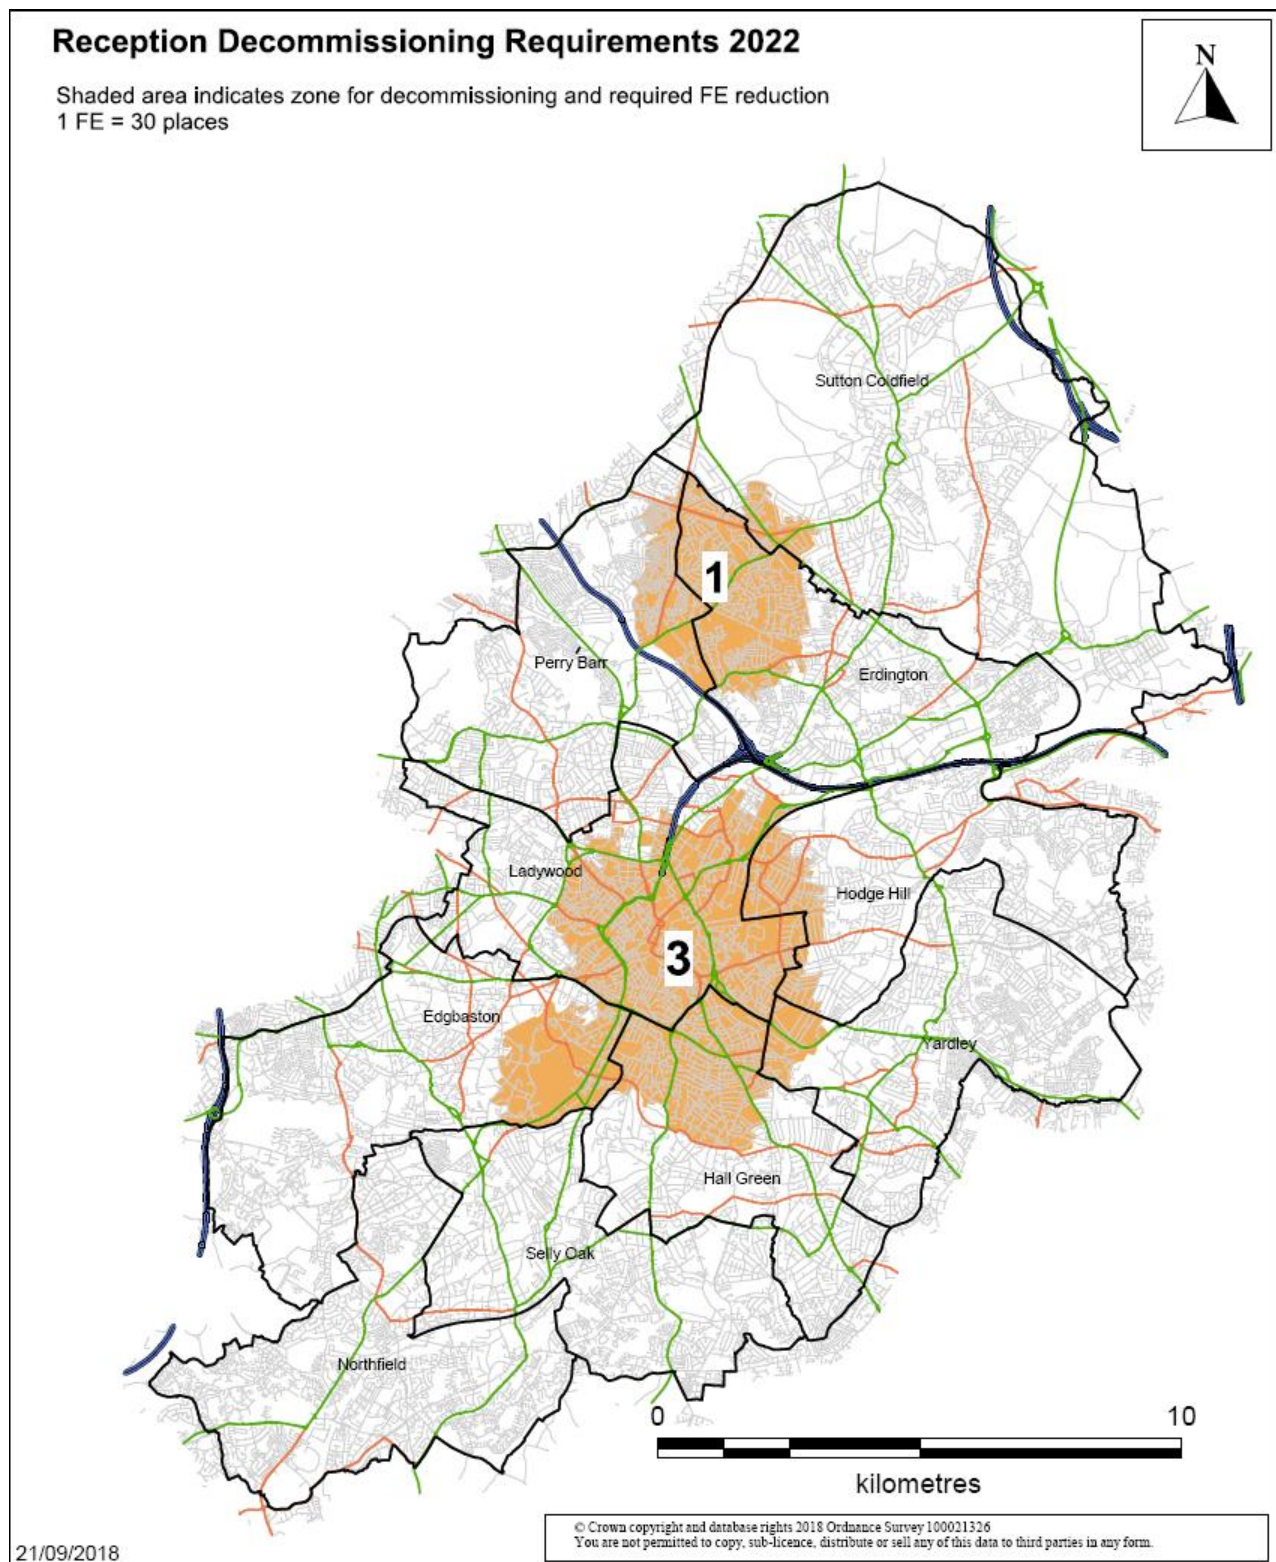 Reception Decommissioning Requirements 2022
N
Shaded area indicates zone for decommissioning and required FE reduction
1 FE = 30 places
Sutton Coldfield
1
Perry Barr
Erdington
Ladywood
Hodge Hill
3
Edgbaston
Yardley
Hall Green
Selly Oak
Northfield
0 10
kilometres
© Crown copyright and database rights 2018 Ordnance Survey 100021326
You are not permitted to copy, sub-licence, distribute or sell any of this data to third parties in any form.
21/09/2018